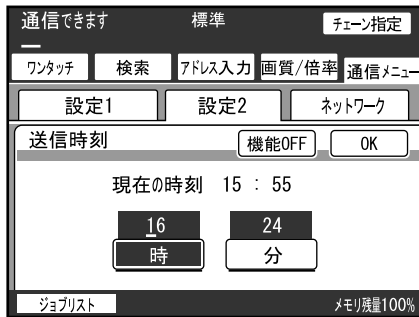 通信できます 標準 チェーン指定
ワンタッチ 検索 アドレス入力 画質/倍率 通信メニュー
設定1 設定2 ネットワーク
送信時刻 機能OFF OK
現在の時刻 15 : 55
16 24
時 分
ジョブリスト メモリ残量100%